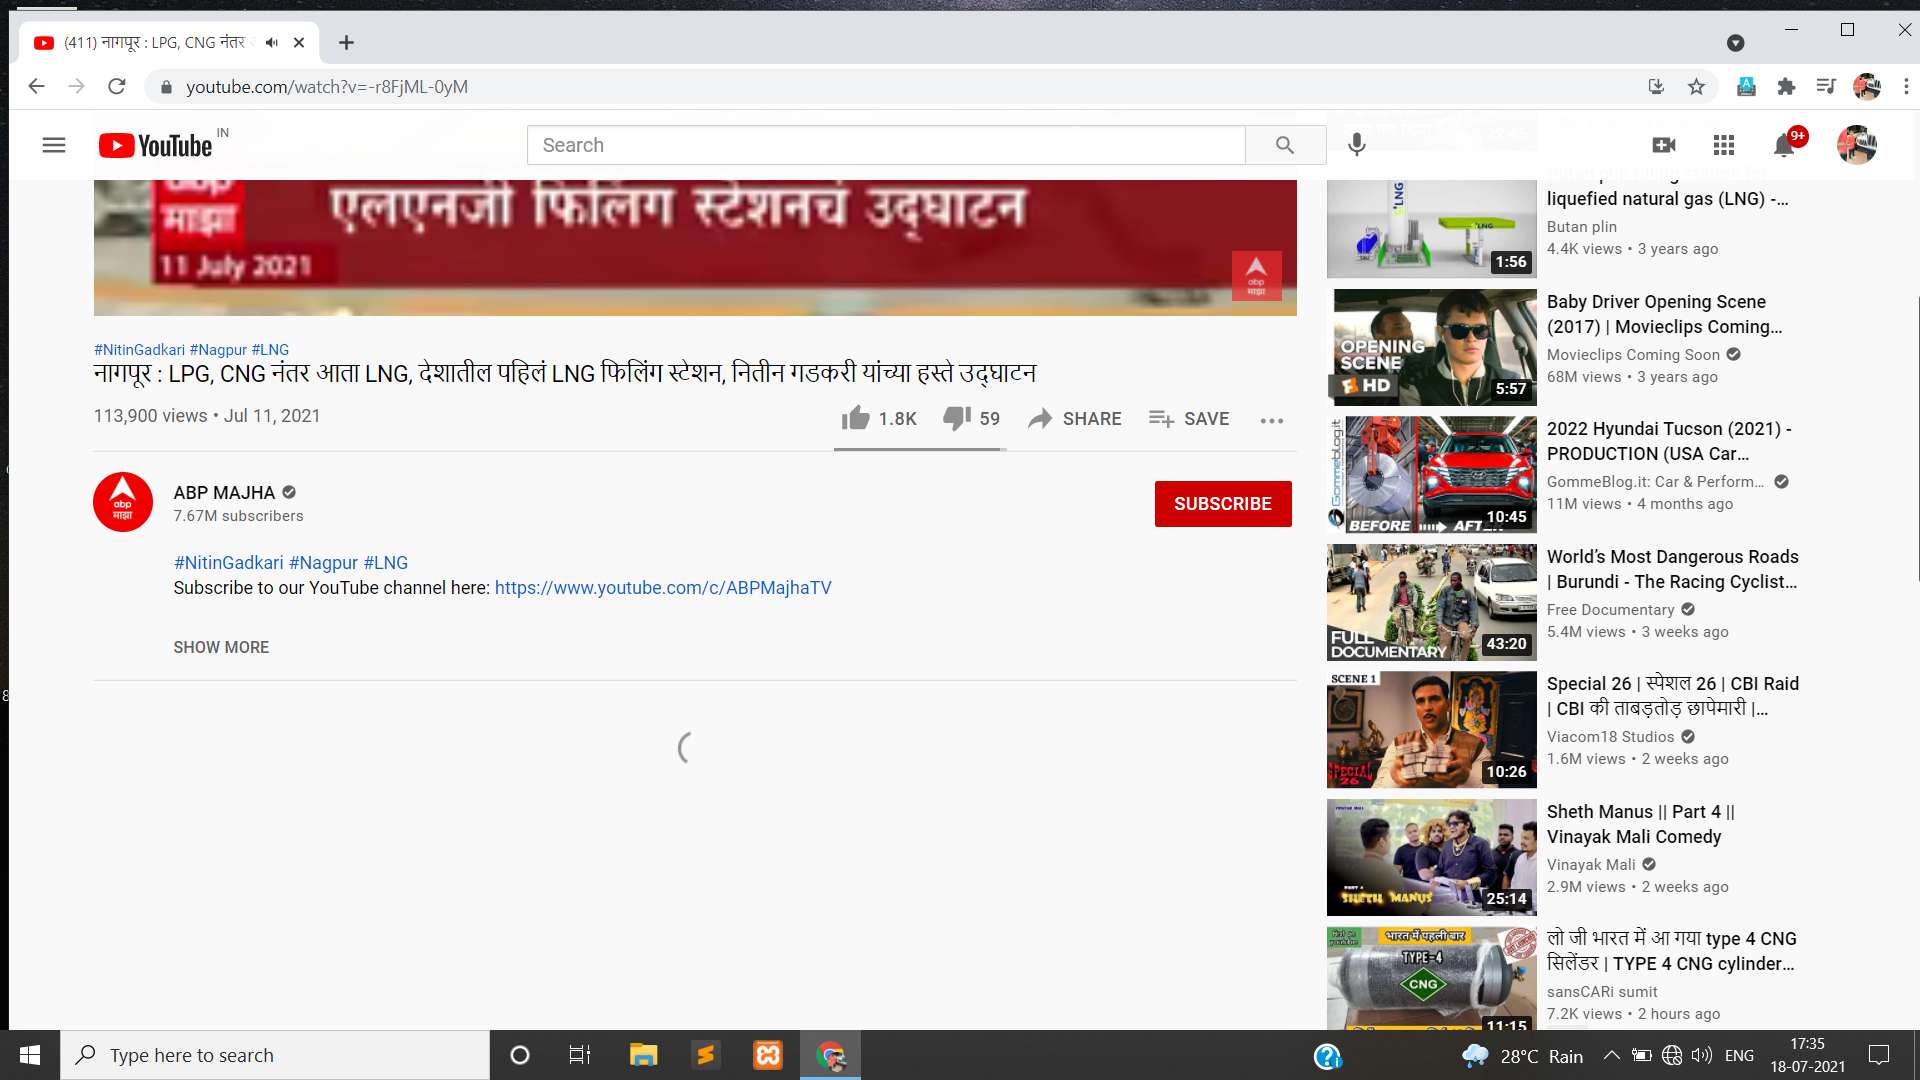 (411) नागपूर : LPG, CNG नंतर
youtube.com/watch?v=-r8FjML-0yM
YouTube IN
Search
9+
abp
माझा
एलएनजी फिलिंग स्टेशनचं उद्घाटन
11 July 2021
abp
माझा
#NitinGadkari #Nagpur #LNG
नागपूर : LPG, CNG नंतर आता LNG, देशातील पहिलं LNG फिलिंग स्टेशन, नितीन गडकरी यांच्या हस्ते उद्घाटन
113,900 views • Jul 11, 2021
1.8K 59 SHARE SAVE
abp
माझा
ABP MAJHA
7.67M subscribers
SUBSCRIBE
#NitinGadkari #Nagpur #LNG
Subscribe to our YouTube channel here: https://www.youtube.com/c/ABPMajhaTV
SHOW MORE
LNG
LNG
1:56
liquefied natural gas (LNG) -...
Butan plin
4.4K views • 3 years ago
OPENING
SCENE
HD
5:57
Baby Driver Opening Scene
(2017) | Movieclips Coming...
Movieclips Coming Soon
68M views • 3 years ago
Gommeblog.it
BEFORE AFTER
10:45
2022 Hyundai Tucson (2021) -
PRODUCTION (USA Car...
GommeBlog.it: Car & Perform...
11M views • 4 months ago
FULL
DOCUMENTARY
43:20
World's Most Dangerous Roads
| Burundi - The Racing Cyclist...
Free Documentary
5.4M views • 3 weeks ago
SCENE 1
SPECIAL
26
10:26
Special 26 | स्पेशल 26 | CBI Raid
| CBI की ताबड़तोड़ छापेमारी |...
Viacom18 Studios
1.6M views • 2 weeks ago
PART 4
SHETH MANUS
25:14
Sheth Manus || Part 4 ||
Vinayak Mali Comedy
Vinayak Mali
2.9M views • 2 weeks ago
भारत में पहली बार
TYPE-4
CNG
11:15
लो जी भारत में आ गया type 4 CNG
सिलेंडर | TYPE 4 CNG cylinder...
sansCARi sumit
7.2K views • 2 hours ago
Type here to search
28°C Rain
ENG
17:35
18-07-2021